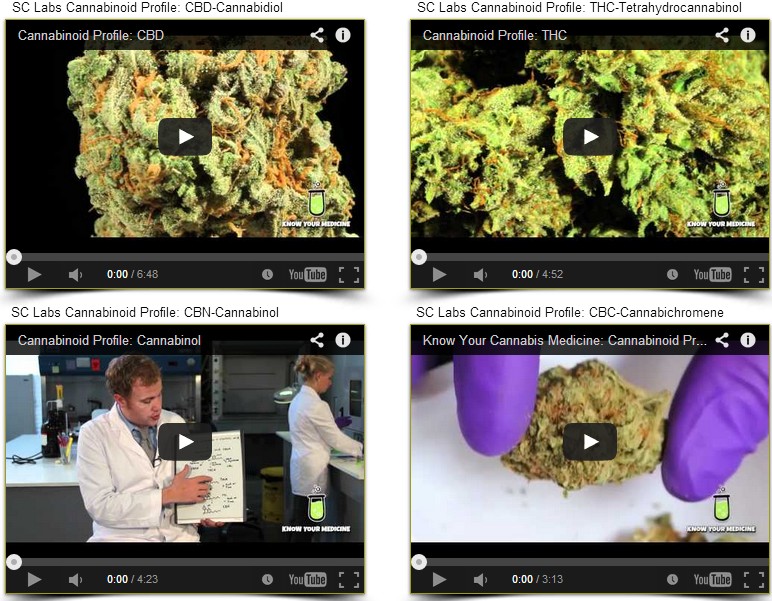 SC Labs Cannabinoid Profile: CBD-Cannabidiol
SC Labs Cannabinoid Profile: THC-Tetrahydrocannabinol
Cannabinoid Profile: CBD
Cannabinoid Profile: THC
KNOW YOUR MEDICINE
KNOW YOUR MEDICINE
0:00 / 6:48
YouTube
0:00 / 4:52
YouTube
SC Labs Cannabinoid Profile: CBN-Cannabinol
SC Labs Cannabinoid Profile: CBC-Cannabichromene
Cannabinoid Profile: Cannabinol
Know Your Cannabis Medicine: Cannabinoid Pr...
KNOW YOUR MEDICINE
KNOW YOUR MEDICINE
0:00 / 4:23
YouTube
0:00 / 3:13
YouTube